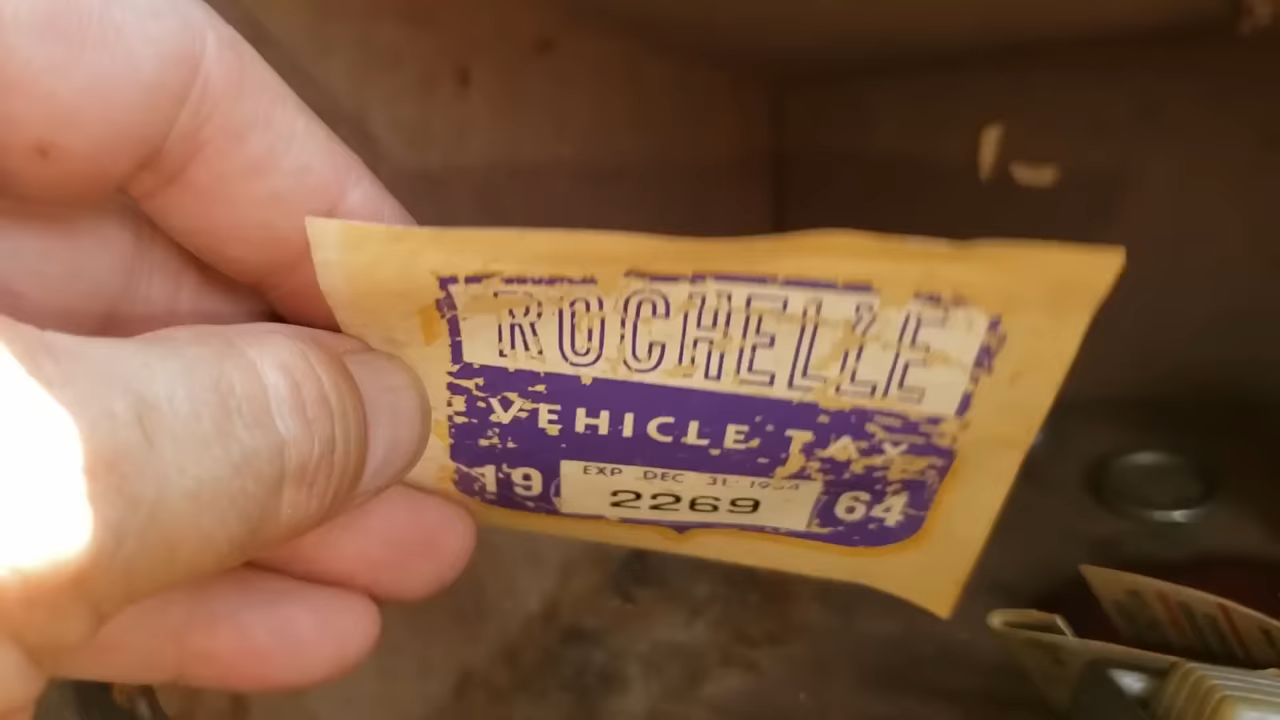 ROCHELLE
VEHICLE TAX
19 64
EXP DEC 31 1964
2269